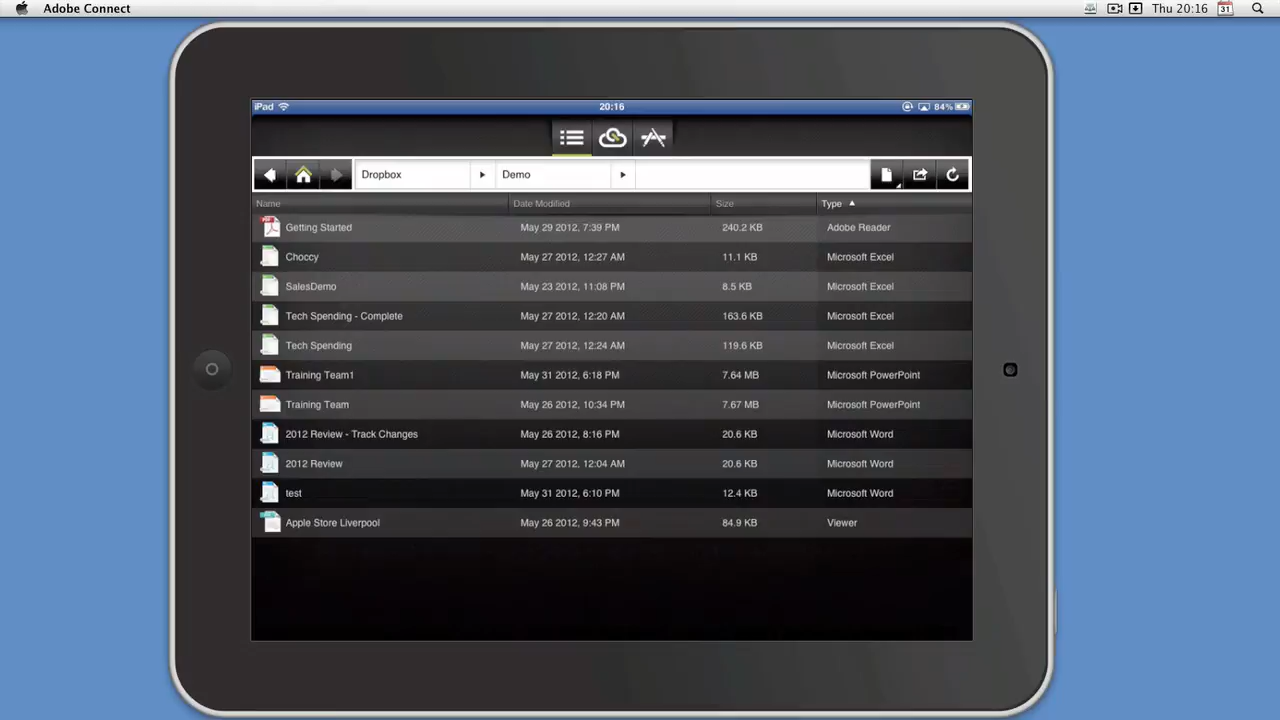 Adobe Connect Thu 20:16 31
iPad 20:16 84%
Dropbox Demo
Name Date Modified Size Type
Getting Started May 29 2012, 7:39 PM 240.2 KB Adobe Reader
Choccy May 27 2012, 12:27 AM 11.1 KB Microsoft Excel
SalesDemo May 23 2012, 11:08 PM 8.5 KB Microsoft Excel
Tech Spending - Complete May 27 2012, 12:20 AM 163.6 KB Microsoft Excel
Tech Spending May 27 2012, 12:24 AM 119.6 KB Microsoft Excel
Training Team1 May 31 2012, 6:18 PM 7.64 MB Microsoft PowerPoint
Training Team May 26 2012, 10:34 PM 7.67 MB Microsoft PowerPoint
2012 Review - Track Changes May 26 2012, 8:16 PM 20.6 KB Microsoft Word
2012 Review May 27 2012, 12:04 AM 20.6 KB Microsoft Word
test May 31 2012, 6:10 PM 12.4 KB Microsoft Word
Apple Store Liverpool May 26 2012, 9:43 PM 84.9 KB Viewer